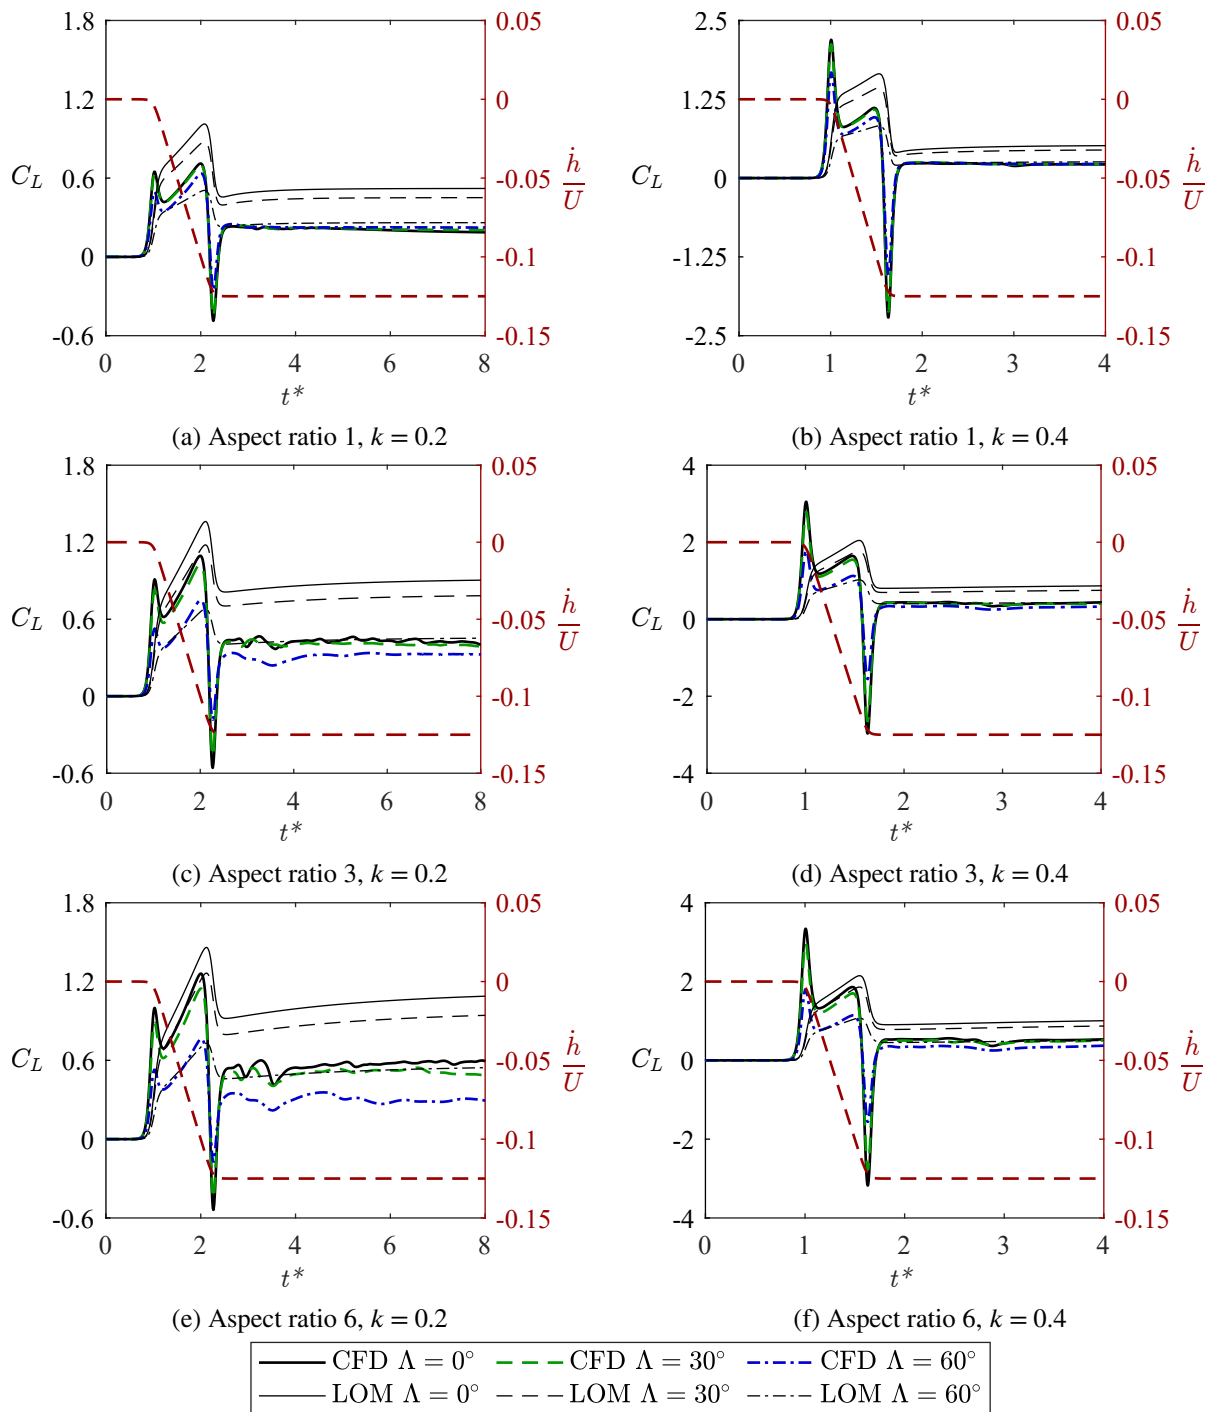 1.8
1.2
0.6
0
-0.6
C_L
0.05
0
-0.05
-0.1
-0.15
ḣ/U
0 2 4 6 8
t*
(a) Aspect ratio 1, k = 0.2
2.5
1.25
0
-1.25
-2.5
C_L
0.05
0
-0.05
-0.1
-0.15
ḣ/U
0 1 2 3 4
t*
(b) Aspect ratio 1, k = 0.4
1.8
1.2
0.6
0
-0.6
C_L
0.05
0
-0.05
-0.1
-0.15
ḣ/U
0 2 4 6 8
t*
(c) Aspect ratio 3, k = 0.2
4
2
0
-2
-4
C_L
0.05
0
-0.05
-0.1
-0.15
ḣ/U
0 1 2 3 4
t*
(d) Aspect ratio 3, k = 0.4
1.8
1.2
0.6
0
-0.6
C_L
0.05
0
-0.05
-0.1
-0.15
ḣ/U
0 2 4 6 8
t*
(e) Aspect ratio 6, k = 0.2
4
2
0
-2
-4
C_L
0.05
0
-0.05
-0.1
-0.15
ḣ/U
0 1 2 3 4
t*
(f) Aspect ratio 6, k = 0.4
CFD Λ = 0° CFD Λ = 30° CFD Λ = 60°
LOM Λ = 0° LOM Λ = 30° LOM Λ = 60°